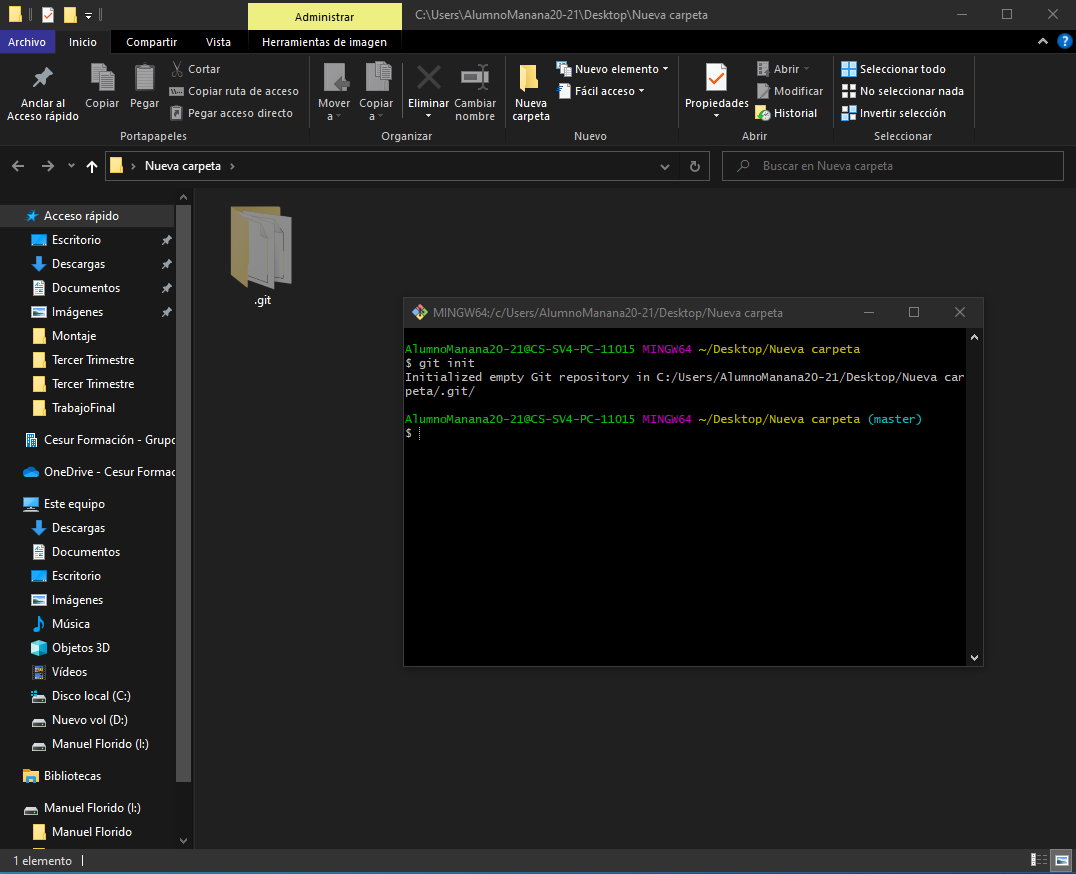 Administrar
C:\Users\AlumnoManana20-21\Desktop\Nueva carpeta
Archivo
Inicio
Compartir
Vista
Herramientas de imagen
Anclar al
Acceso rápido
Copiar
Pegar
Cortar
Copiar ruta de acceso
Pegar acceso directo
Portapapeles
Mover
a
Copiar
a
Eliminar
Cambiar
nombre
Organizar
Nueva
carpeta
Nuevo elemento
Fácil acceso
Nuevo
Propiedades
Abrir
Modificar
Historial
Abrir
Seleccionar todo
No seleccionar nada
Invertir selección
Seleccionar
Nueva carpeta
Buscar en Nueva carpeta
Acceso rápido
Escritorio
Descargas
Documentos
Imágenes
Montaje
Tercer Trimestre
Tercer Trimestre
TrabajoFinal
Cesur Formación - Grupo
OneDrive - Cesur Formac
Este equipo
Descargas
Documentos
Escritorio
Imágenes
Música
Objetos 3D
Vídeos
Disco local (C:)
Nuevo vol (D:)
Manuel Florido (I:)
Bibliotecas
Manuel Florido (I:)
Manuel Florido
.git
MINGW64:/c/Users/AlumnoManana20-21/Desktop/Nueva carpeta
AlumnoManana20-21@CS-SV4-PC-11015 MINGW64 ~/Desktop/Nueva carpeta
$ git init
Initialized empty Git repository in C:/Users/AlumnoManana20-21/Desktop/Nueva car
peta/.git/
AlumnoManana20-21@CS-SV4-PC-11015 MINGW64 ~/Desktop/Nueva carpeta (master)
$
1 elemento